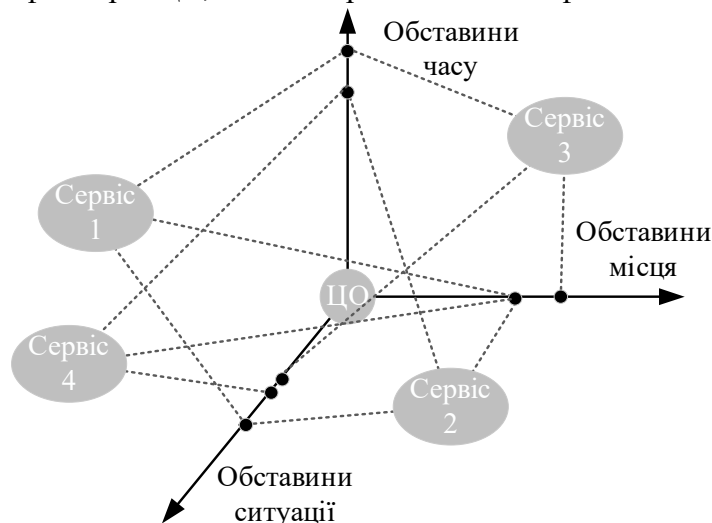 Обставини
часу
Сервіс
3
Сервіс
1
Обставини
місця
ЦО
Сервіс
4
Сервіс
2
Обставини
ситуації